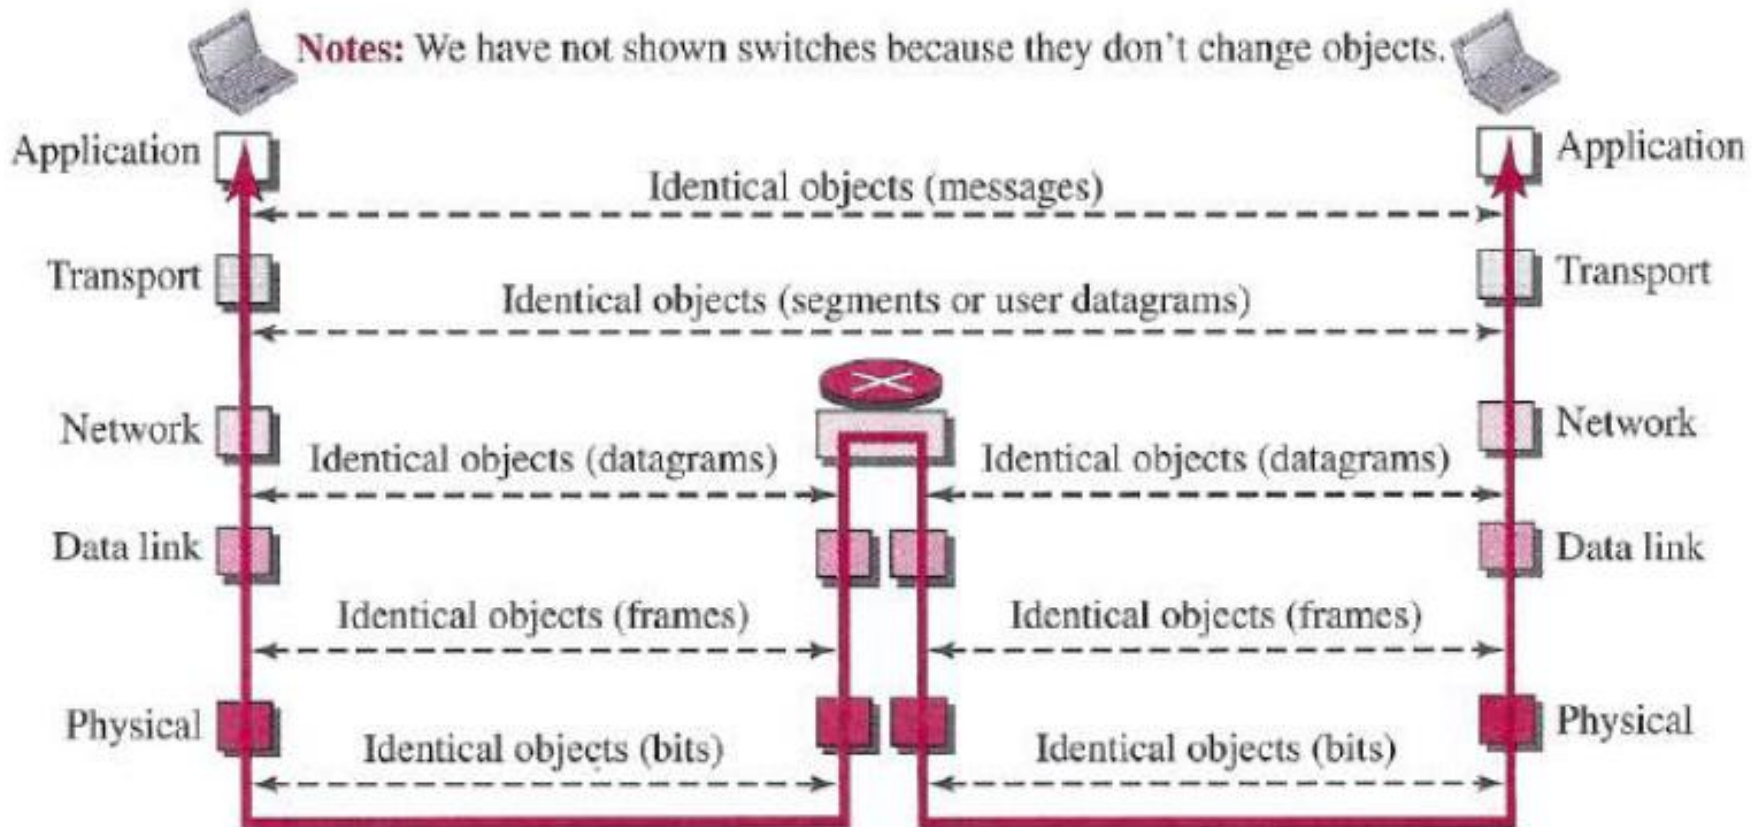 Notes: We have not shown switches because they don't change objects.
Application
Application
Identical objects (messages)
Transport
Transport
Identical objects (segments or user datagrams)
Network
Network
Identical objects (datagrams)
Identical objects (datagrams)
Data link
Data link
Identical objects (frames)
Identical objects (frames)
Physical
Physical
Identical objects (bits)
Identical objects (bits)